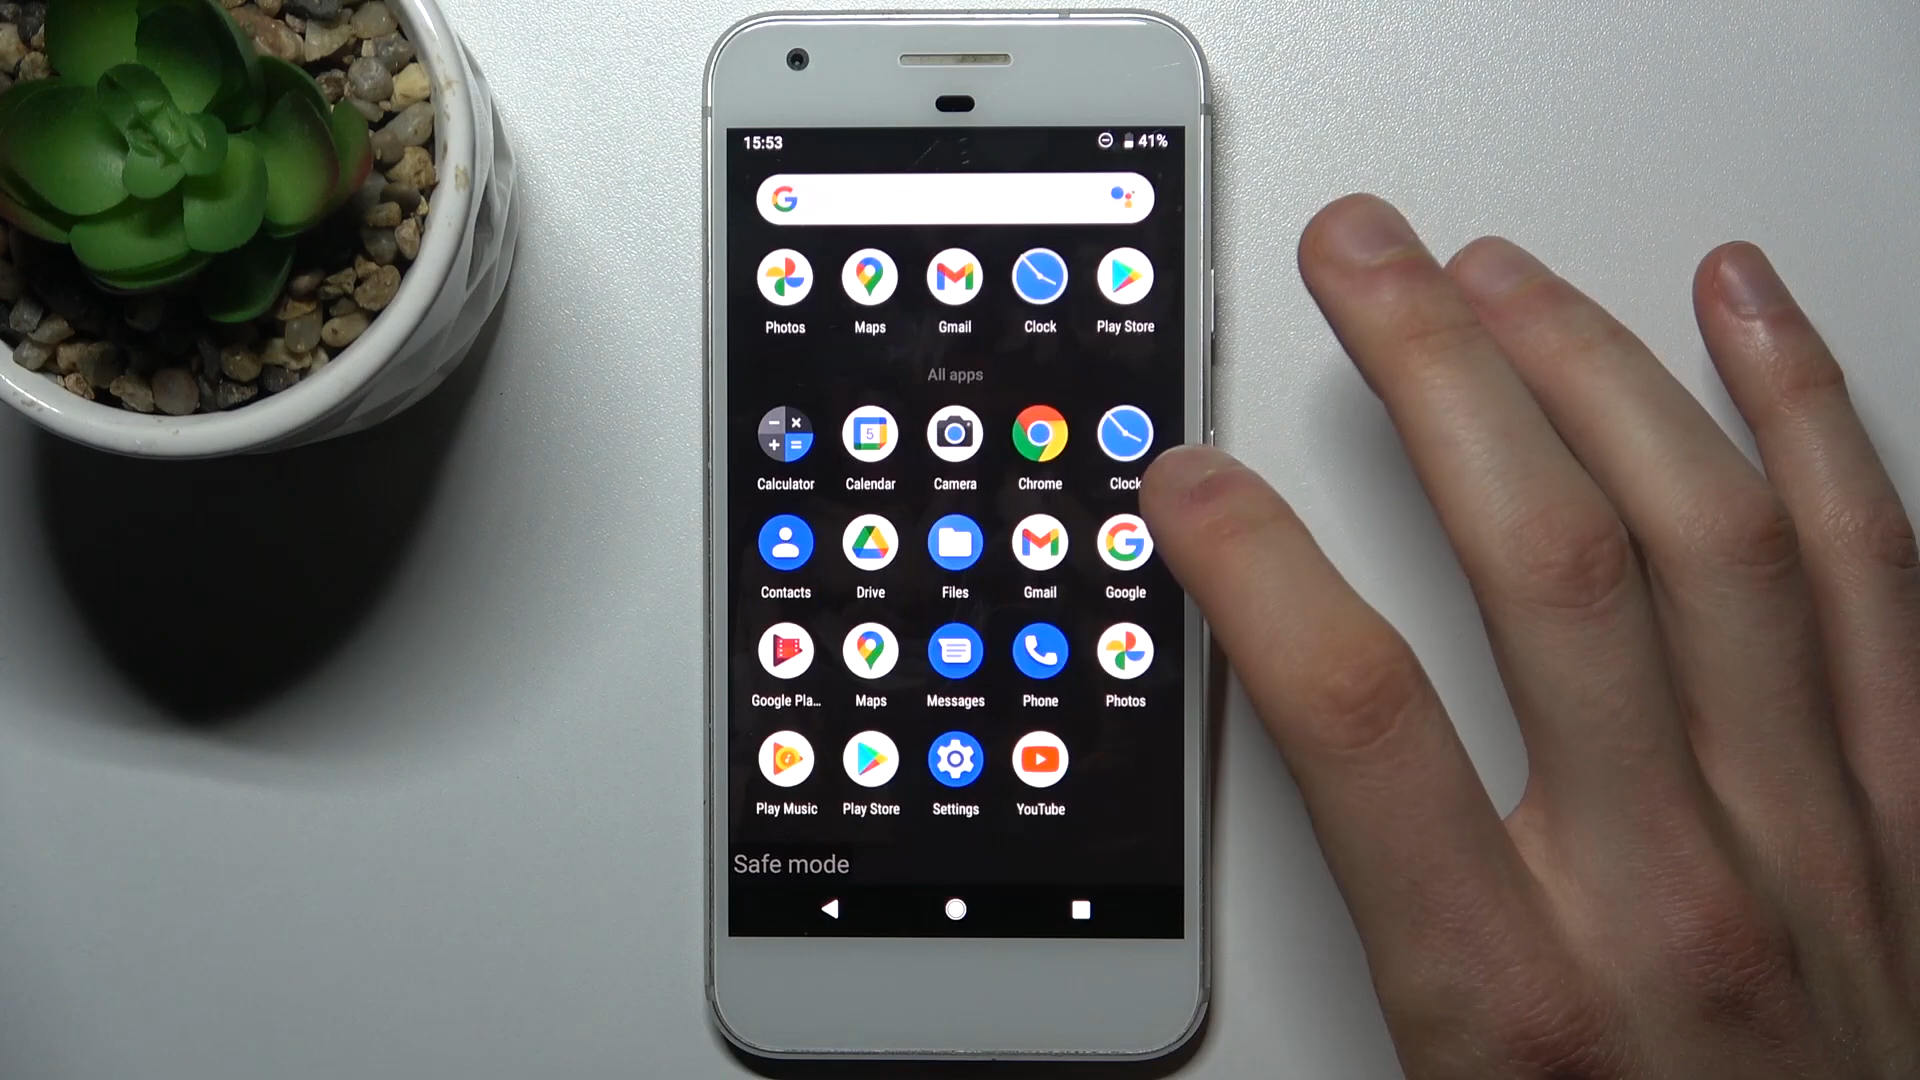 15:53 41%
G
Photos Maps Gmail Clock Play Store
All apps
5
Calculator Calendar Camera Chrome Clock
G
Contacts Drive Files Gmail Google
Google Pla... Maps Messages Phone Photos
Play Music Play Store Settings YouTube
Safe mode